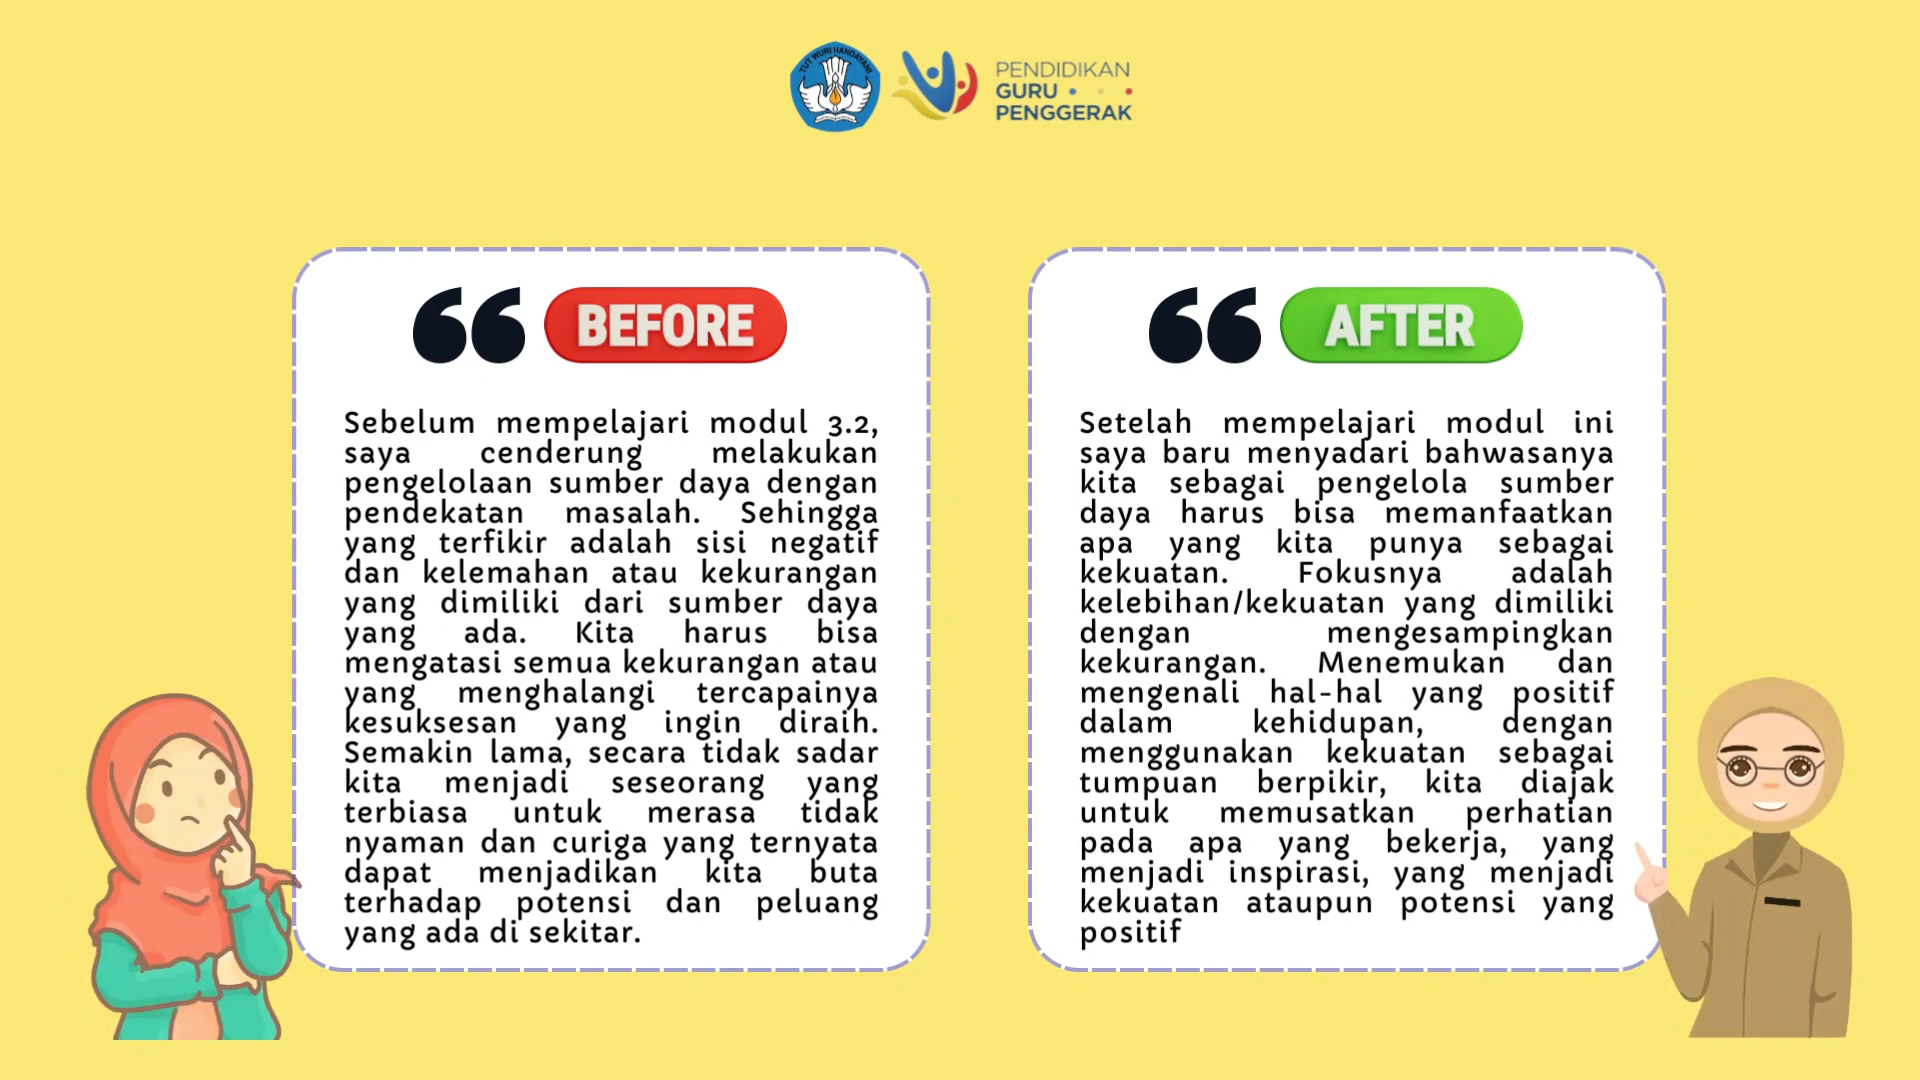 TUT WURI HANDAYANI
PENDIDIKAN
GURU
PENGGERAK
BEFORE
Sebelum mempelajari modul 3.2,
saya cenderung melakukan
pengelolaan sumber daya dengan
pendekatan masalah. Sehingga
yang terfikir adalah sisi negatif
dan kelemahan atau kekurangan
yang dimiliki dari sumber daya
yang ada. Kita harus bisa
mengatasi semua kekurangan atau
yang menghalangi tercapainya
kesuksesan yang ingin diraih.
Semakin lama, secara tidak sadar
kita menjadi seseorang yang
terbiasa untuk merasa tidak
nyaman dan curiga yang ternyata
dapat menjadikan kita buta
terhadap potensi dan peluang
yang ada di sekitar.
AFTER
Setelah mempelajari modul ini
saya baru menyadari bahwasanya
kita sebagai pengelola sumber
daya harus bisa memanfaatkan
apa yang kita punya sebagai
kekuatan. Fokusnya adalah
kelebihan/kekuatan yang dimiliki
dengan mengesampingkan
kekurangan. Menemukan dan
mengenali hal-hal yang positif
dalam kehidupan, dengan
menggunakan kekuatan sebagai
tumpuan berpikir, kita diajak
untuk memusatkan perhatian
pada apa yang bekerja, yang
menjadi inspirasi, yang menjadi
kekuatan ataupun potensi yang
positif